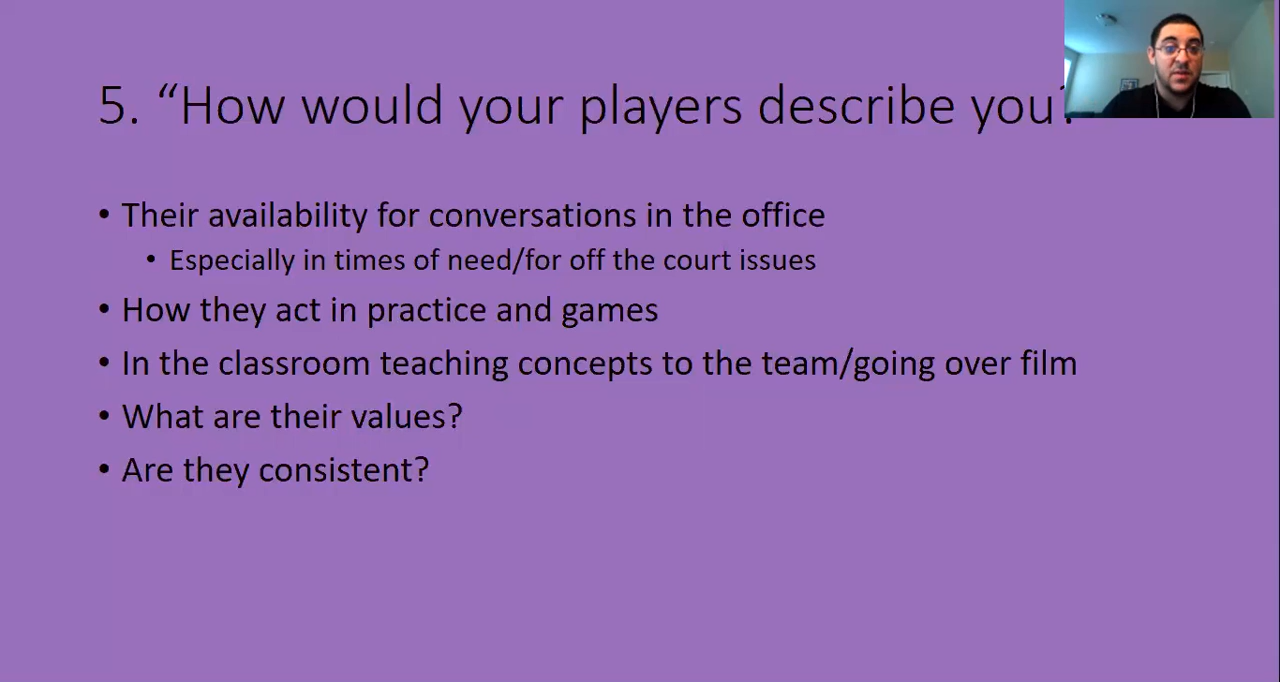 5. “How would your players describe you?
• Their availability for conversations in the office
• Especially in times of need/for off the court issues
• How they act in practice and games
• In the classroom teaching concepts to the team/going over film
• What are their values?
• Are they consistent?